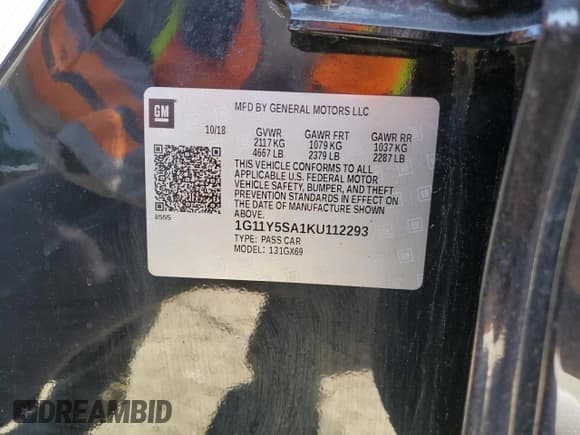 GM
MFD BY GENERAL MOTORS LLC
10/18 GVWR GAWR FRT GAWR RR
2117 KG 1079 KG 1037 KG
4667 LB 2379 LB 2287 LB
THIS VEHICLE CONFORMS TO ALL
APPLICABLE U.S. FEDERAL MOTOR
VEHICLE SAFETY, BUMPER, AND THEFT
PREVENTION STANDARDS IN EFFECT ON
THE DATE OF MANUFACTURE SHOWN
ABOVE.
1G11Y5SA1KU112293
TYPE: PASS CAR
MODEL: 131GX69
DREAMBID